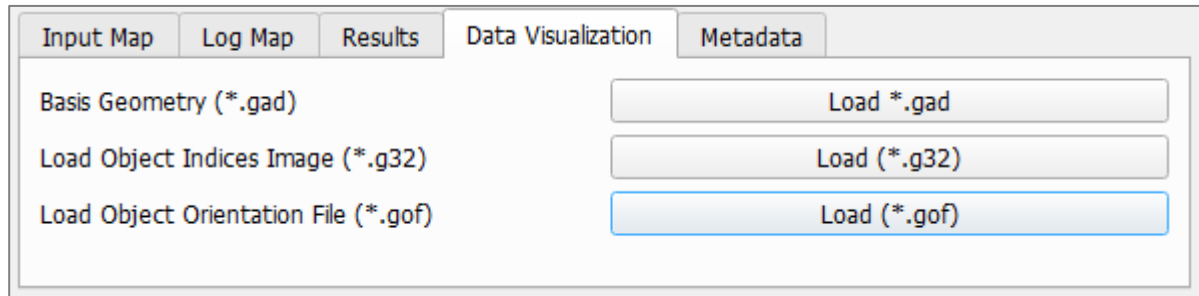 Input Map Log Map Results Data Visualization Metadata
Basis Geometry (*.gad) Load *.gad
Load Object Indices Image (*.g32) Load (*.g32)
Load Object Orientation File (*.gof) Load (*.gof)